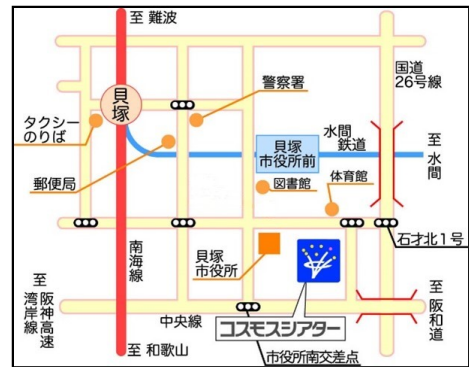 至 難波
国道
26号線
警察署
貝塚
タクシー
のりば
水間
鉄道
貝塚
市役所前
至
水間
郵便局
図書館
体育館
石才北1号
南海線
貝塚
市役所
至
阪神高速
湾岸線
至
阪和道
中央線
コスモスシアター
至 和歌山
市役所南交差点